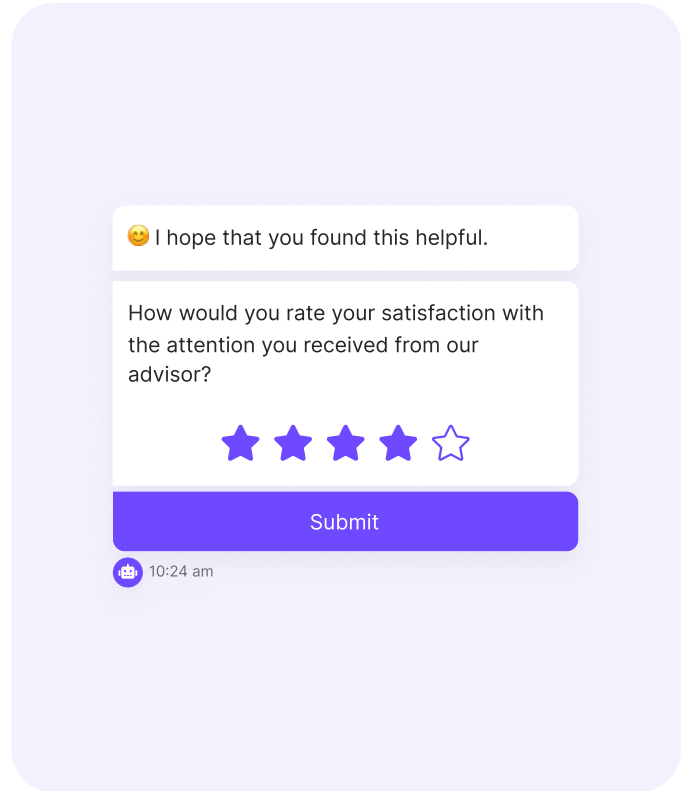 😊 I hope that you found this helpful.
How would you rate your satisfaction with
the attention you received from our
advisor?
Submit
10:24 am